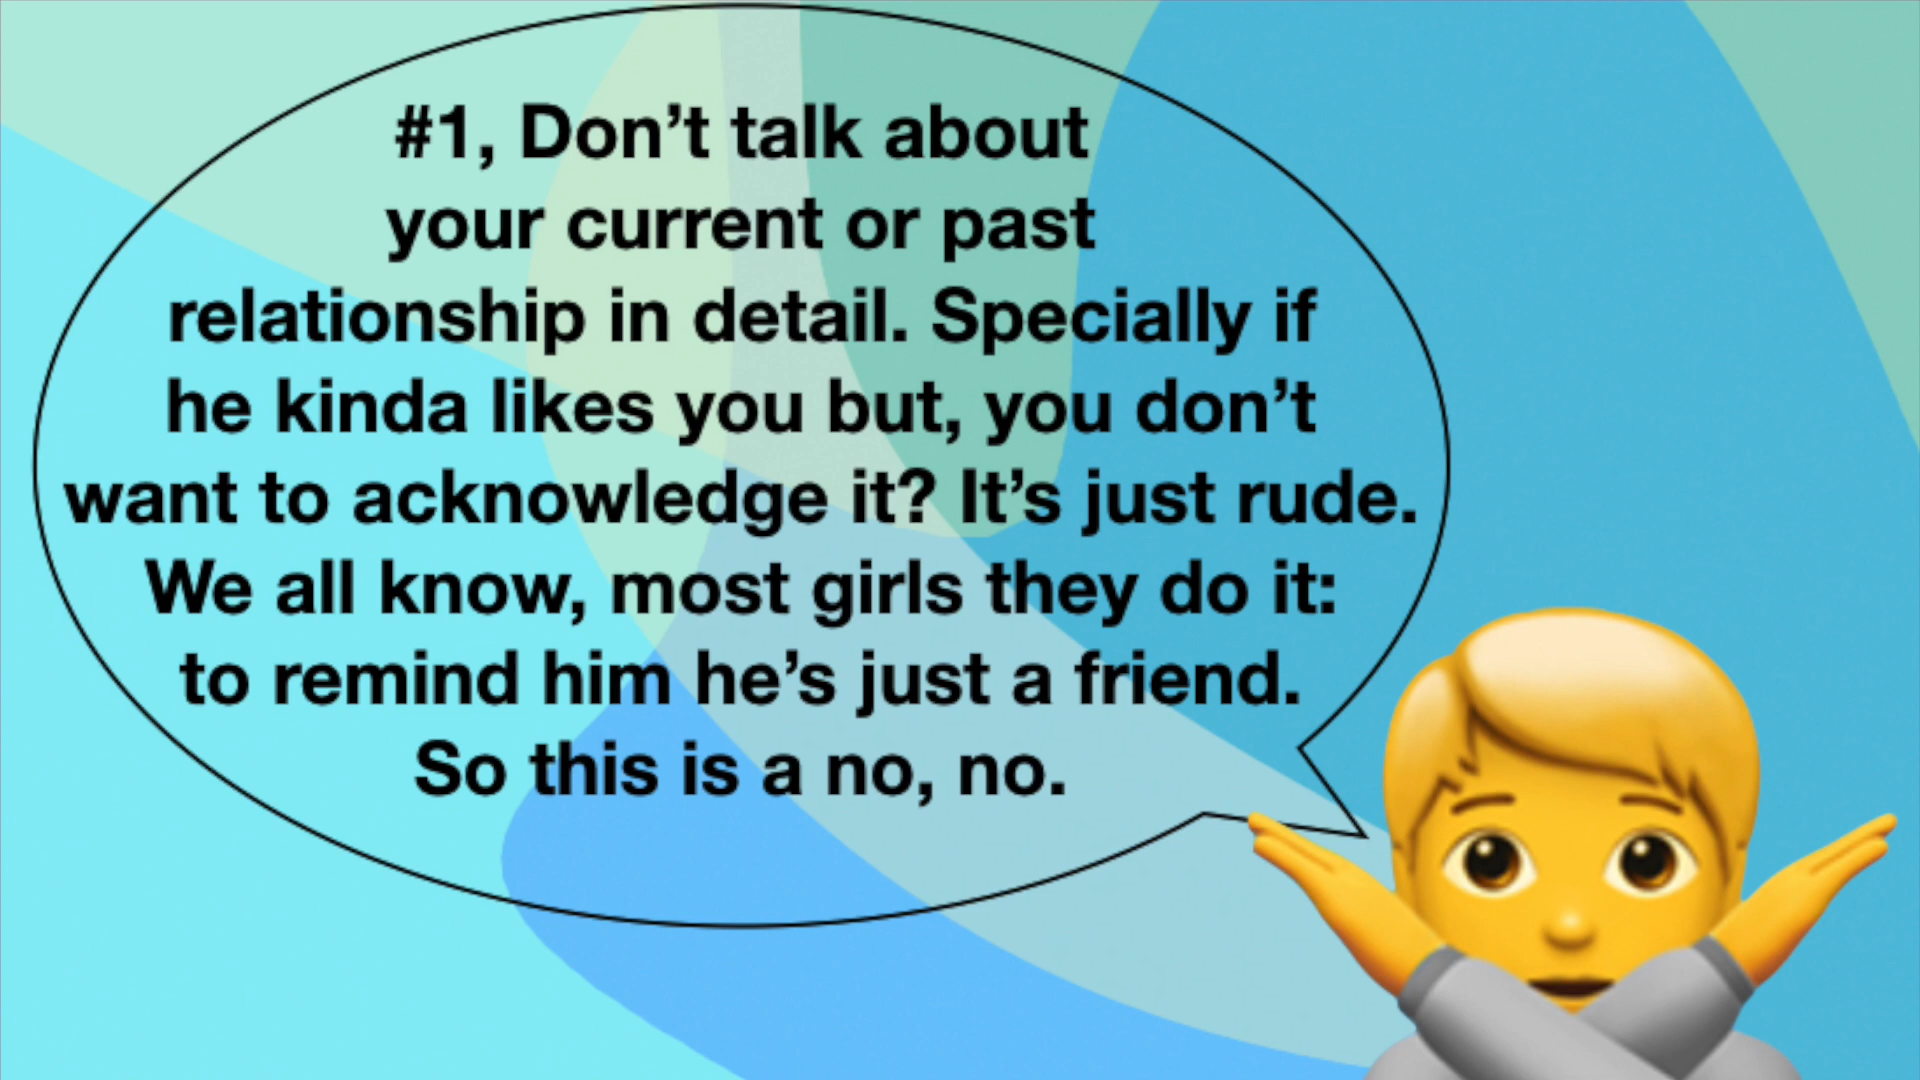 #1, Don’t talk about
your current or past
relationship in detail. Specially if
he kinda likes you but, you don’t
want to acknowledge it? It’s just rude.
We all know, most girls they do it:
to remind him he’s just a friend.
So this is a no, no.